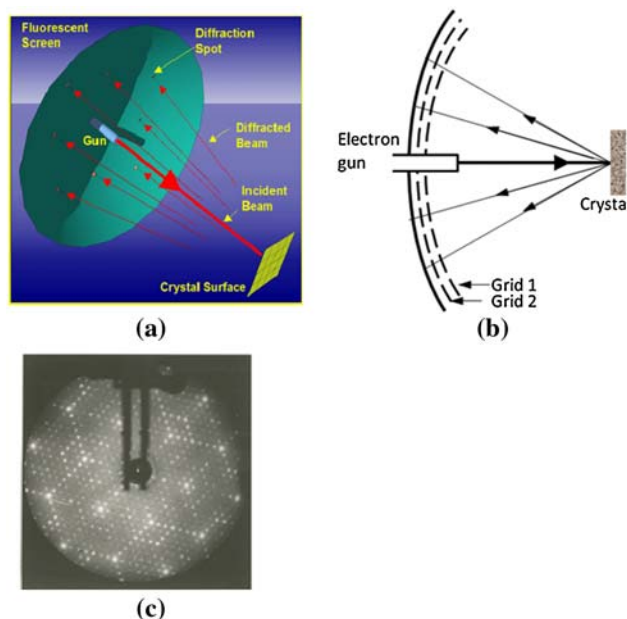 Fluorescent
Screen
Diffraction
Spot
Gun
Diffracted
Beam
Incident
Beam
Crystal Surface
(a)
Electron
gun
Crysta
Grid 1
Grid 2
(b)
(c)